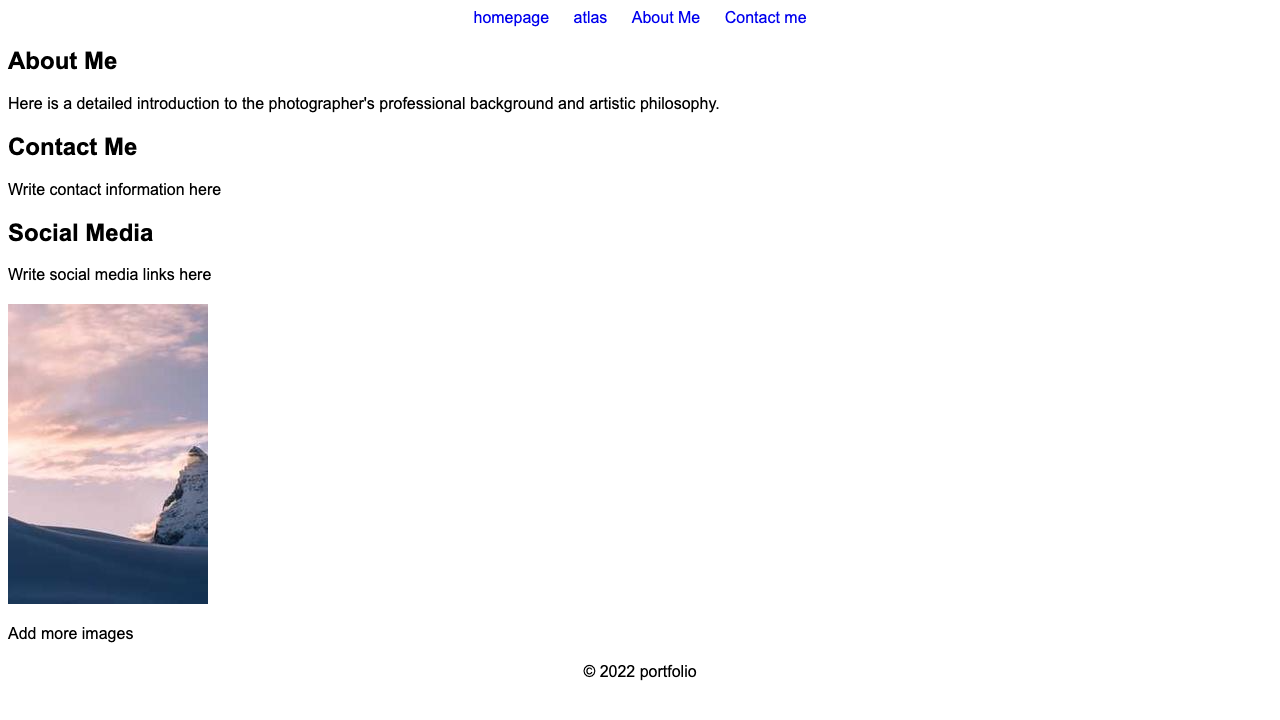 homepage atlas About Me Contact me
About Me
Here is a detailed introduction to the photographer's professional background and artistic philosophy.
Contact Me
Write contact information here
Social Media
Write social media links here
Add more images
© 2022 portfolio